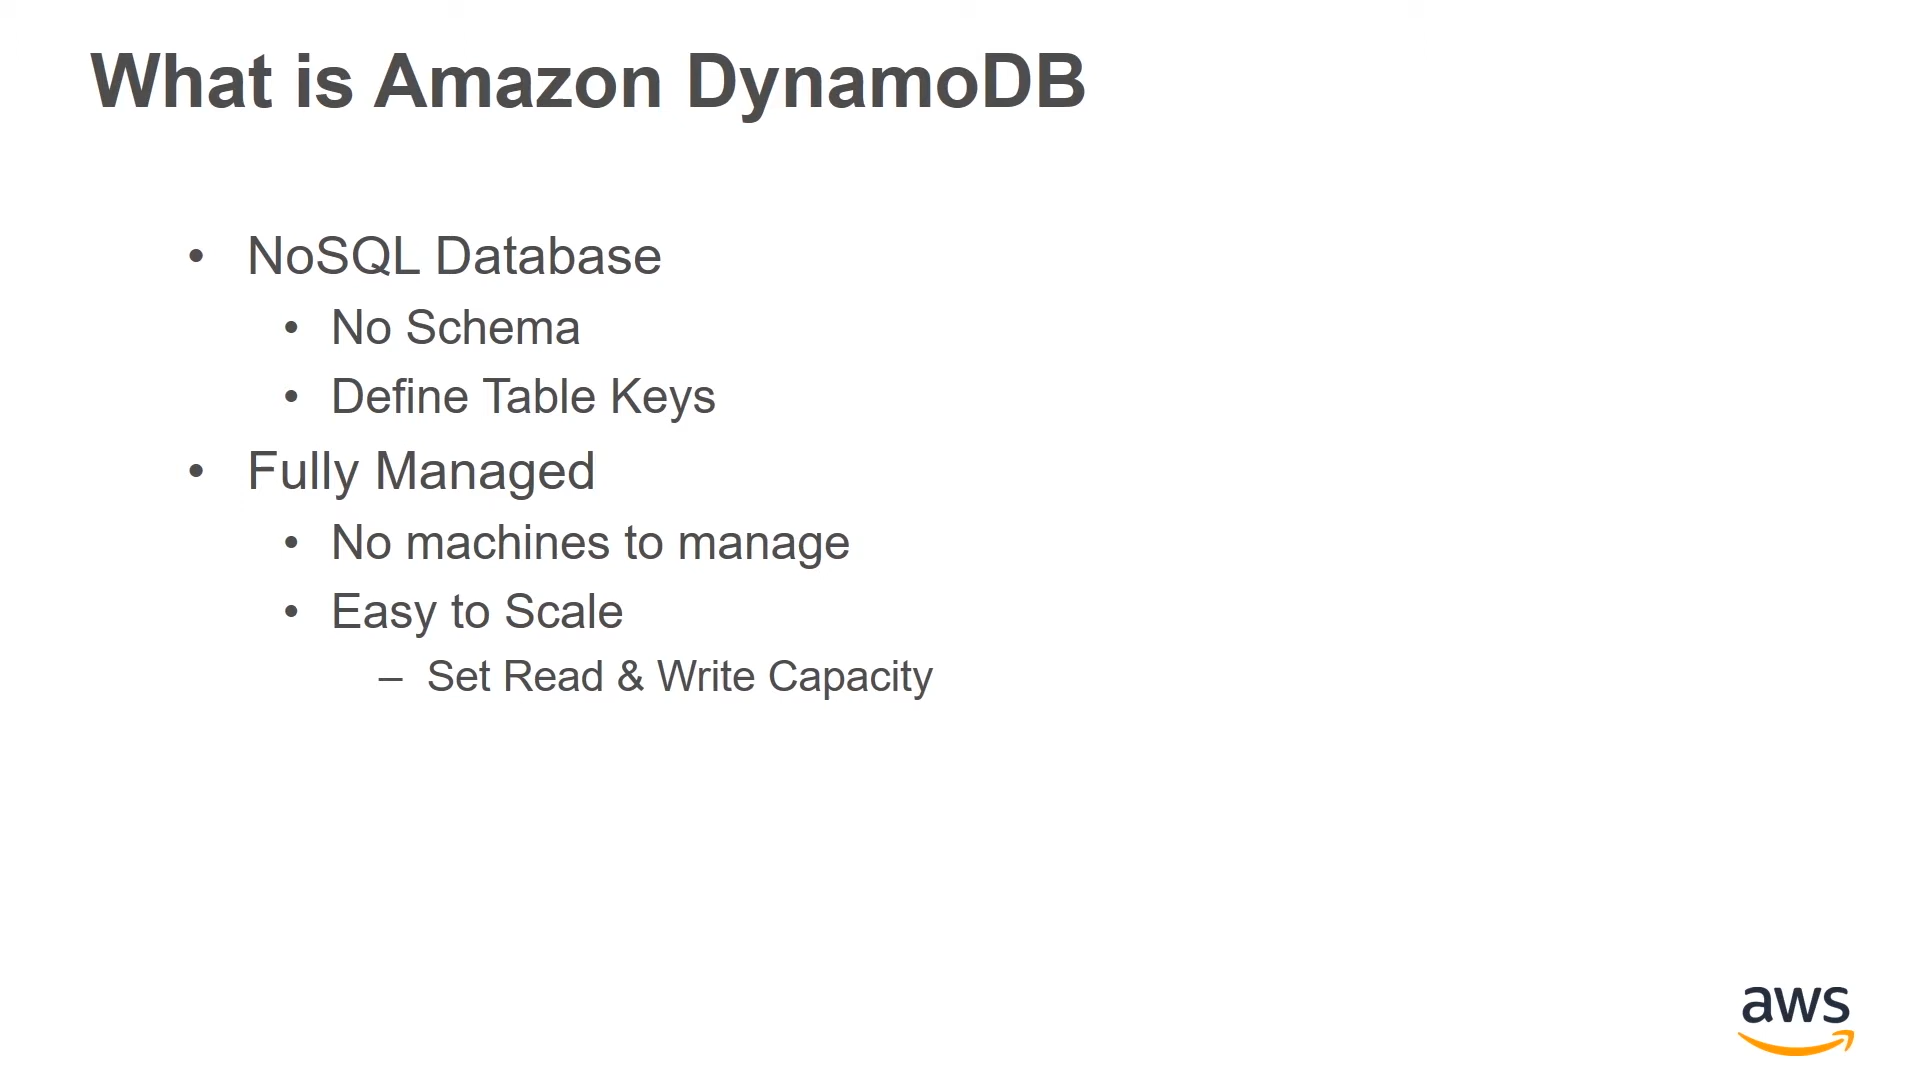 What is Amazon DynamoDB
• NoSQL Database
• No Schema
• Define Table Keys
• Fully Managed
• No machines to manage
• Easy to Scale
– Set Read & Write Capacity
aws